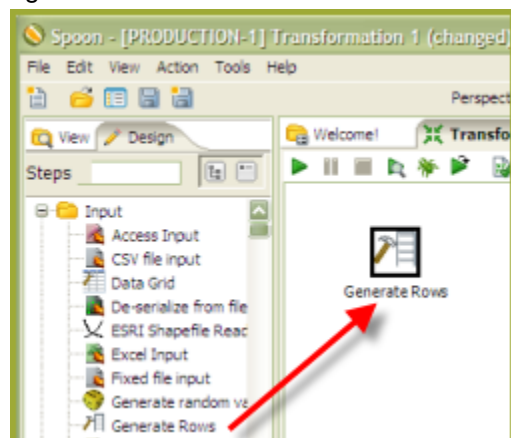 Spoon - [PRODUCTION-1] Transformation 1 (changed)
File Edit View Action Tools Help
Perspect
View Design
Welcome! Transfo
Steps
Input
Access Input
CSV file input
Data Grid
De-serialize from file
ESRI Shapefile Reac
Excel Input
Fixed file input
Generate random va
Generate Rows
Generate Rows